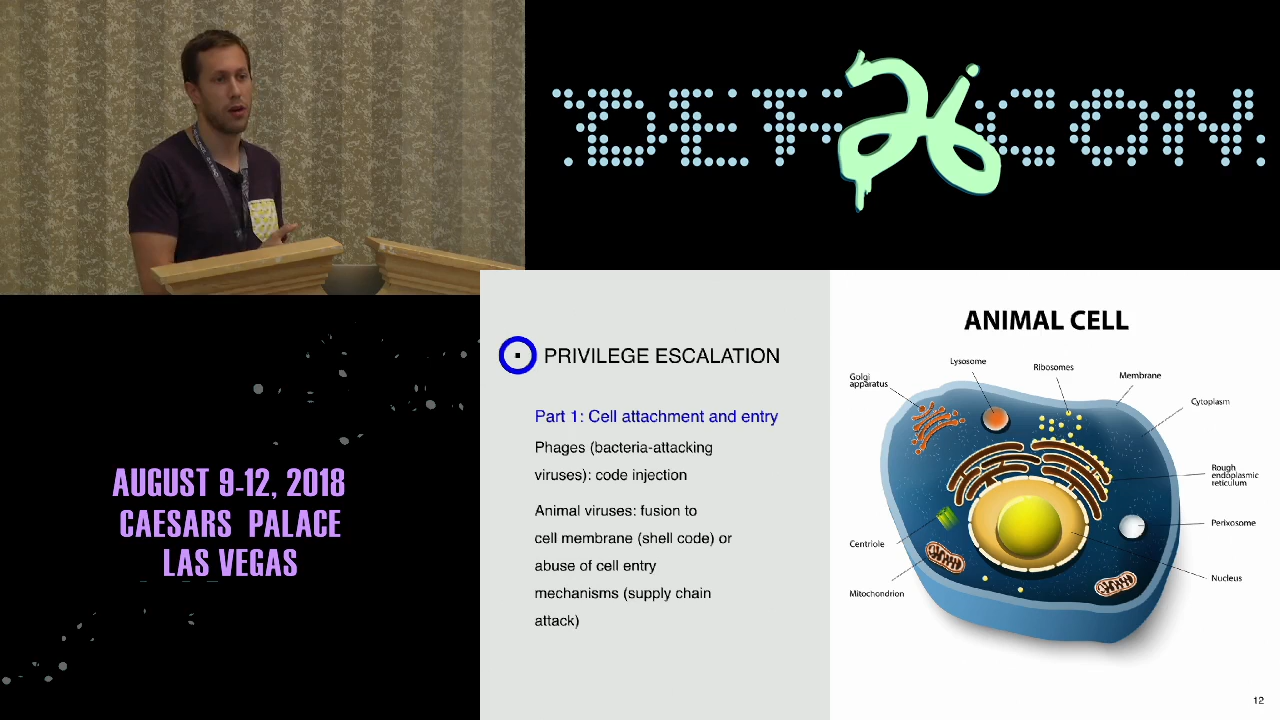 DEF 26 CON
AUGUST 9-12, 2018
CAESARS PALACE
LAS VEGAS
PRIVILEGE ESCALATION
Part 1: Cell attachment and entry
Phages (bacteria-attacking
viruses): code injection
Animal viruses: fusion to
cell membrane (shell code) or
abuse of cell entry
mechanisms (supply chain
attack)
ANIMAL CELL
Lysosome
Ribosomes
Golgi
apparatus
Membrane
Cytoplasm
Rough
endoplasmic
reticulum
Perixosome
Centriole
Nucleus
Mitochondrion
12